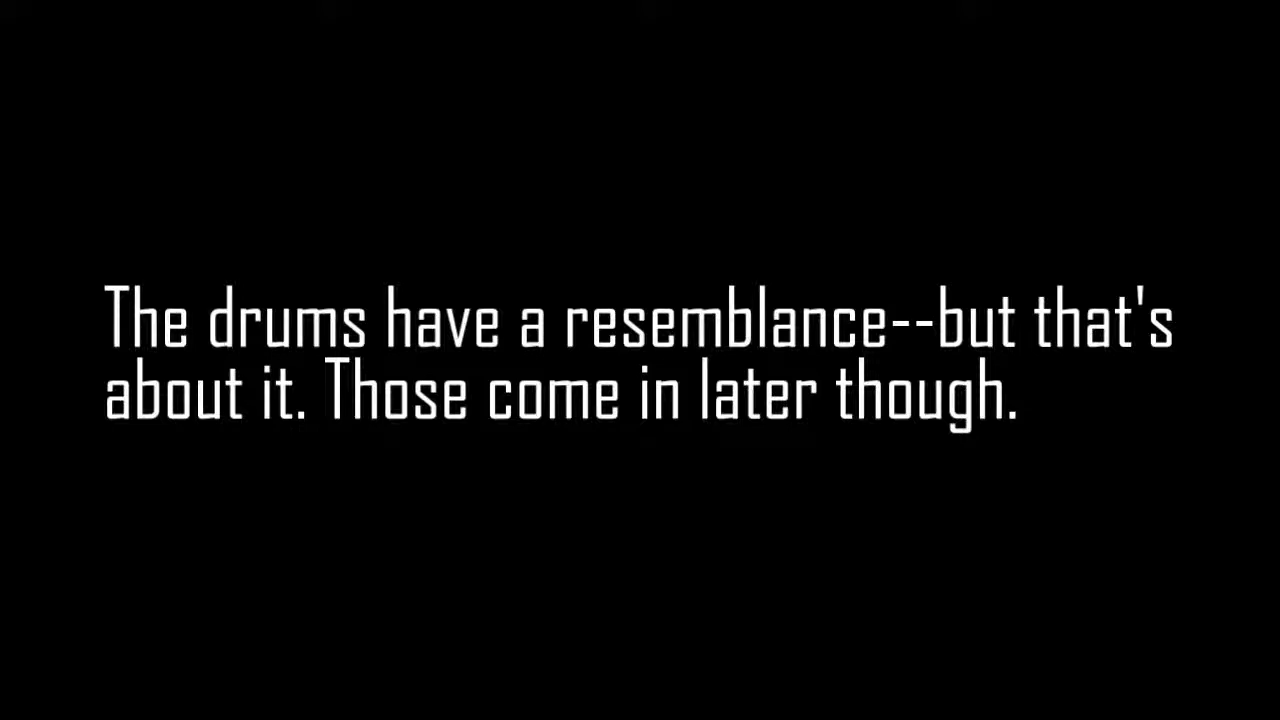 The drums have a resemblance--but that's
about it. Those come in later though.